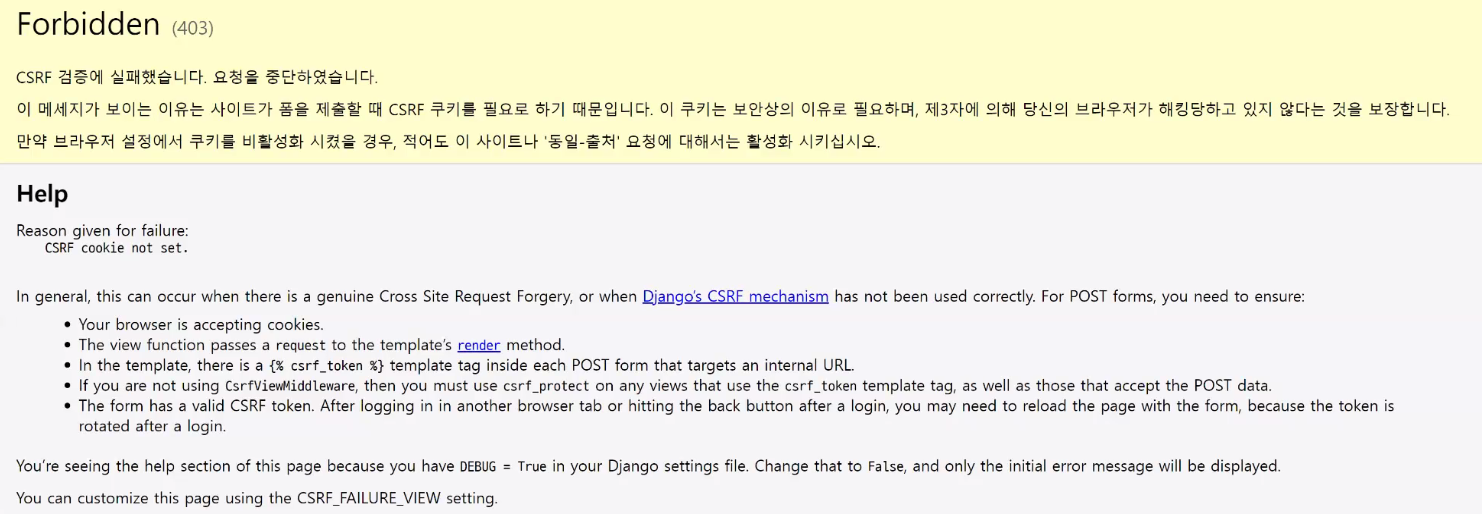 Forbidden (403)
CSRF 검증에 실패했습니다. 요청을 중단하였습니다.
이 메세지가 보이는 이유는 사이트가 폼을 제출할 때 CSRF 쿠키를 필요로 하기 때문입니다. 이 쿠키는 보안상의 이유로 필요하며, 제3자에 의해 당신의 브라우저가 해킹당하고 있지 않다는 것을 보장합니다.
만약 브라우저 설정에서 쿠키를 비활성화 시켰을 경우, 적어도 이 사이트나 '동일-출처' 요청에 대해서는 활성화 시키십시오.
Help
Reason given for failure:
CSRF cookie not set.
In general, this can occur when there is a genuine Cross Site Request Forgery, or when Django's CSRF mechanism has not been used correctly. For POST forms, you need to ensure:
• Your browser is accepting cookies.
• The view function passes a request to the template's render method.
• In the template, there is a {% csrf_token %} template tag inside each POST form that targets an internal URL.
• If you are not using CsrfViewMiddleware, then you must use csrf_protect on any views that use the csrf_token template tag, as well as those that accept the POST data.
• The form has a valid CSRF token. After logging in in another browser tab or hitting the back button after a login, you may need to reload the page with the form, because the token is
rotated after a login.
You're seeing the help section of this page because you have DEBUG = True in your Django settings file. Change that to False, and only the initial error message will be displayed.
You can customize this page using the CSRF_FAILURE_VIEW setting.